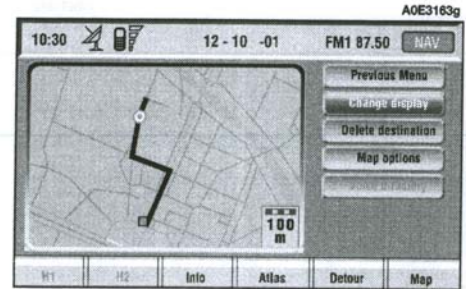 A0E3163g
10:30 12 - 10 -01 FM1 87.50 NAV
Previous Menu
Change display
Delete destination
Map options
100
m
H1 H2 Info Atlas Detour Map